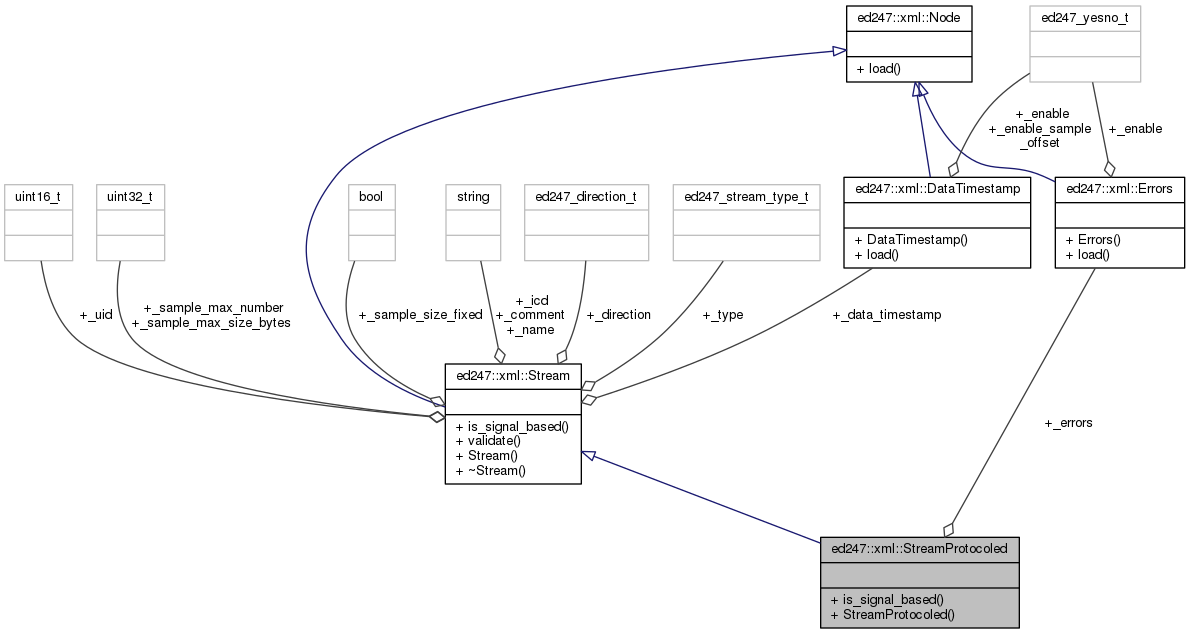 ed247::xml::Node
+ load()
ed247_yesno_t
+_enable
+_enable_sample
_offset
+_enable
uint16_t
uint32_t
bool
string
ed247_direction_t
ed247_stream_type_t
ed247::xml::DataTimestamp
+ DataTimestamp()
+ load()
ed247::xml::Errors
+ Errors()
+ load()
+_uid
+_sample_max_number
+_sample_max_size_bytes
+_sample_size_fixed
+_icd
+_comment
+_name
+_direction
+_type
+_data_timestamp
ed247::xml::Stream
+ is_signal_based()
+ validate()
+ Stream()
+ ~Stream()
+_errors
ed247::xml::StreamProtocoled
+ is_signal_based()
+ StreamProtocoled()